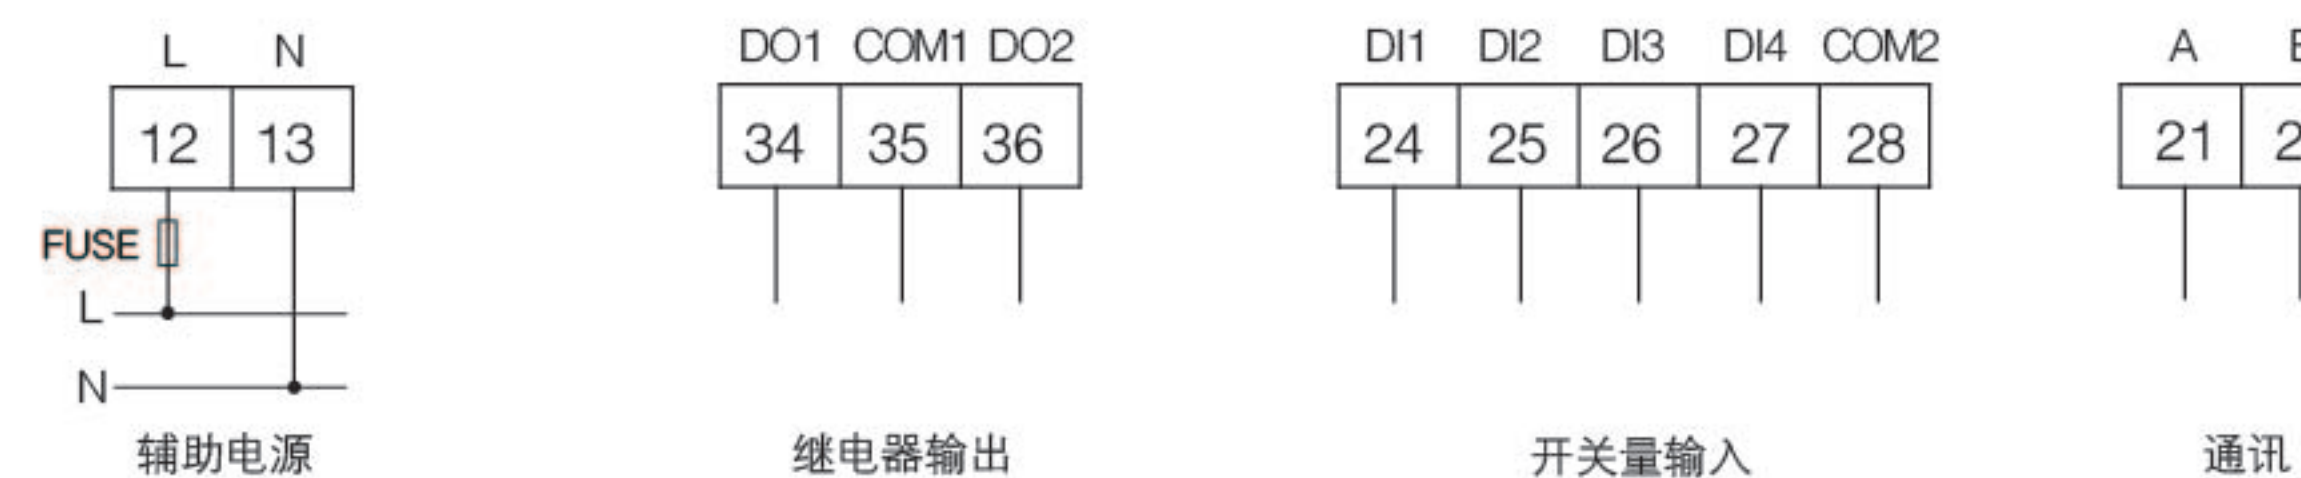 L N
DO1 COM1 DO2
DI1 DI2 DI3 DI4 COM2
A
12 13
34 35 36
24 25 26 27 28
21
FUSE
L
N
辅助电源
继电器输出
开关量输入
通讯